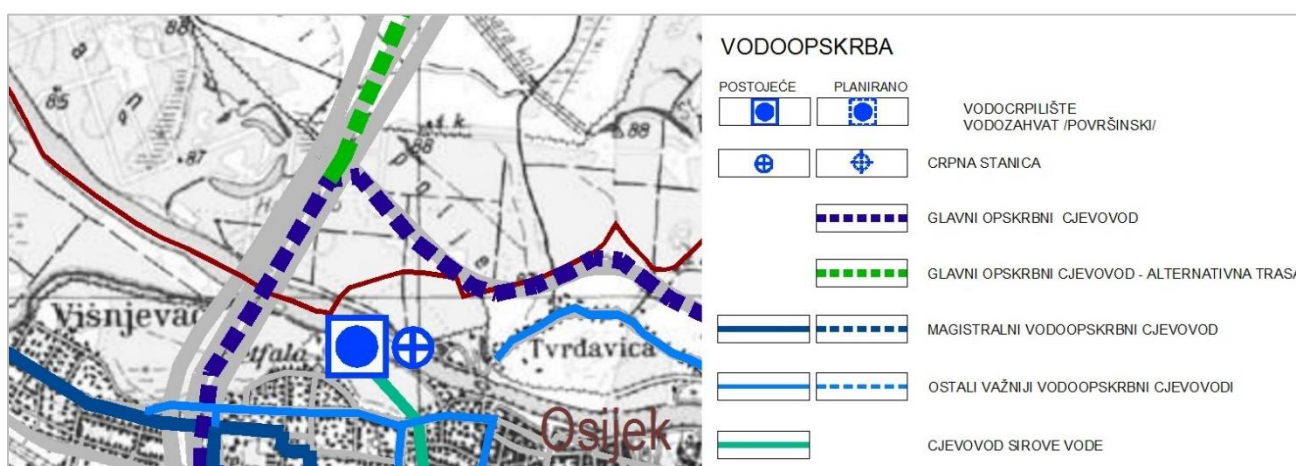 88
85
87
88
88
Višnjevac
Tvrđavica
Osijek
VODOOPSKRBA
POSTOJEĆE
PLANIRANO
VODOCRPILIŠTE
VODOZAHVAT /POVRŠINSKI/
CRPNA STANICA
GLAVNI OPSKRBNI CJEVOVOD
GLAVNI OPSKRBNI CJEVOVOD - ALTERNATIVNA TRASA
MAGISTRALNI VODOOPSKRBNI CJEVOVOD
OSTALI VAŽNIJI VODOOPSKRBNI CJEVOVODI
CJEVOVOD SIROVE VODE